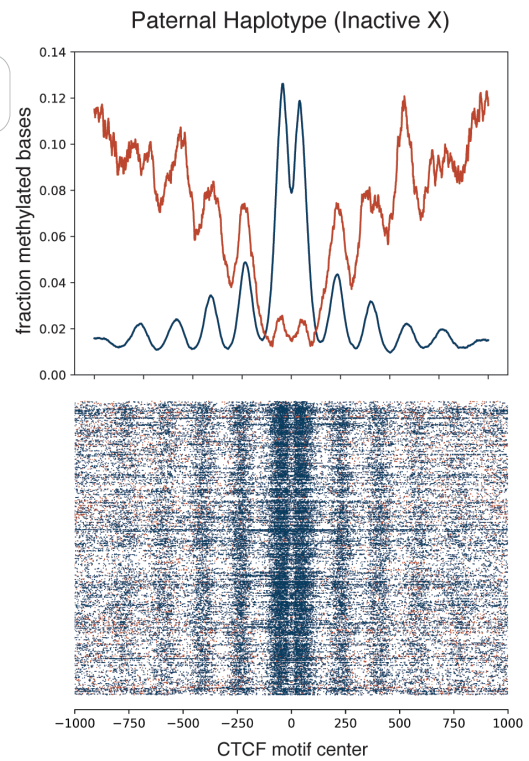 Paternal Haplotype (Inactive X)
fraction methylated bases
0.14
0.12
0.10
0.08
0.06
0.04
0.02
0.00
−1000 −750 −500 −250 0 250 500 750 1000
CTCF motif center